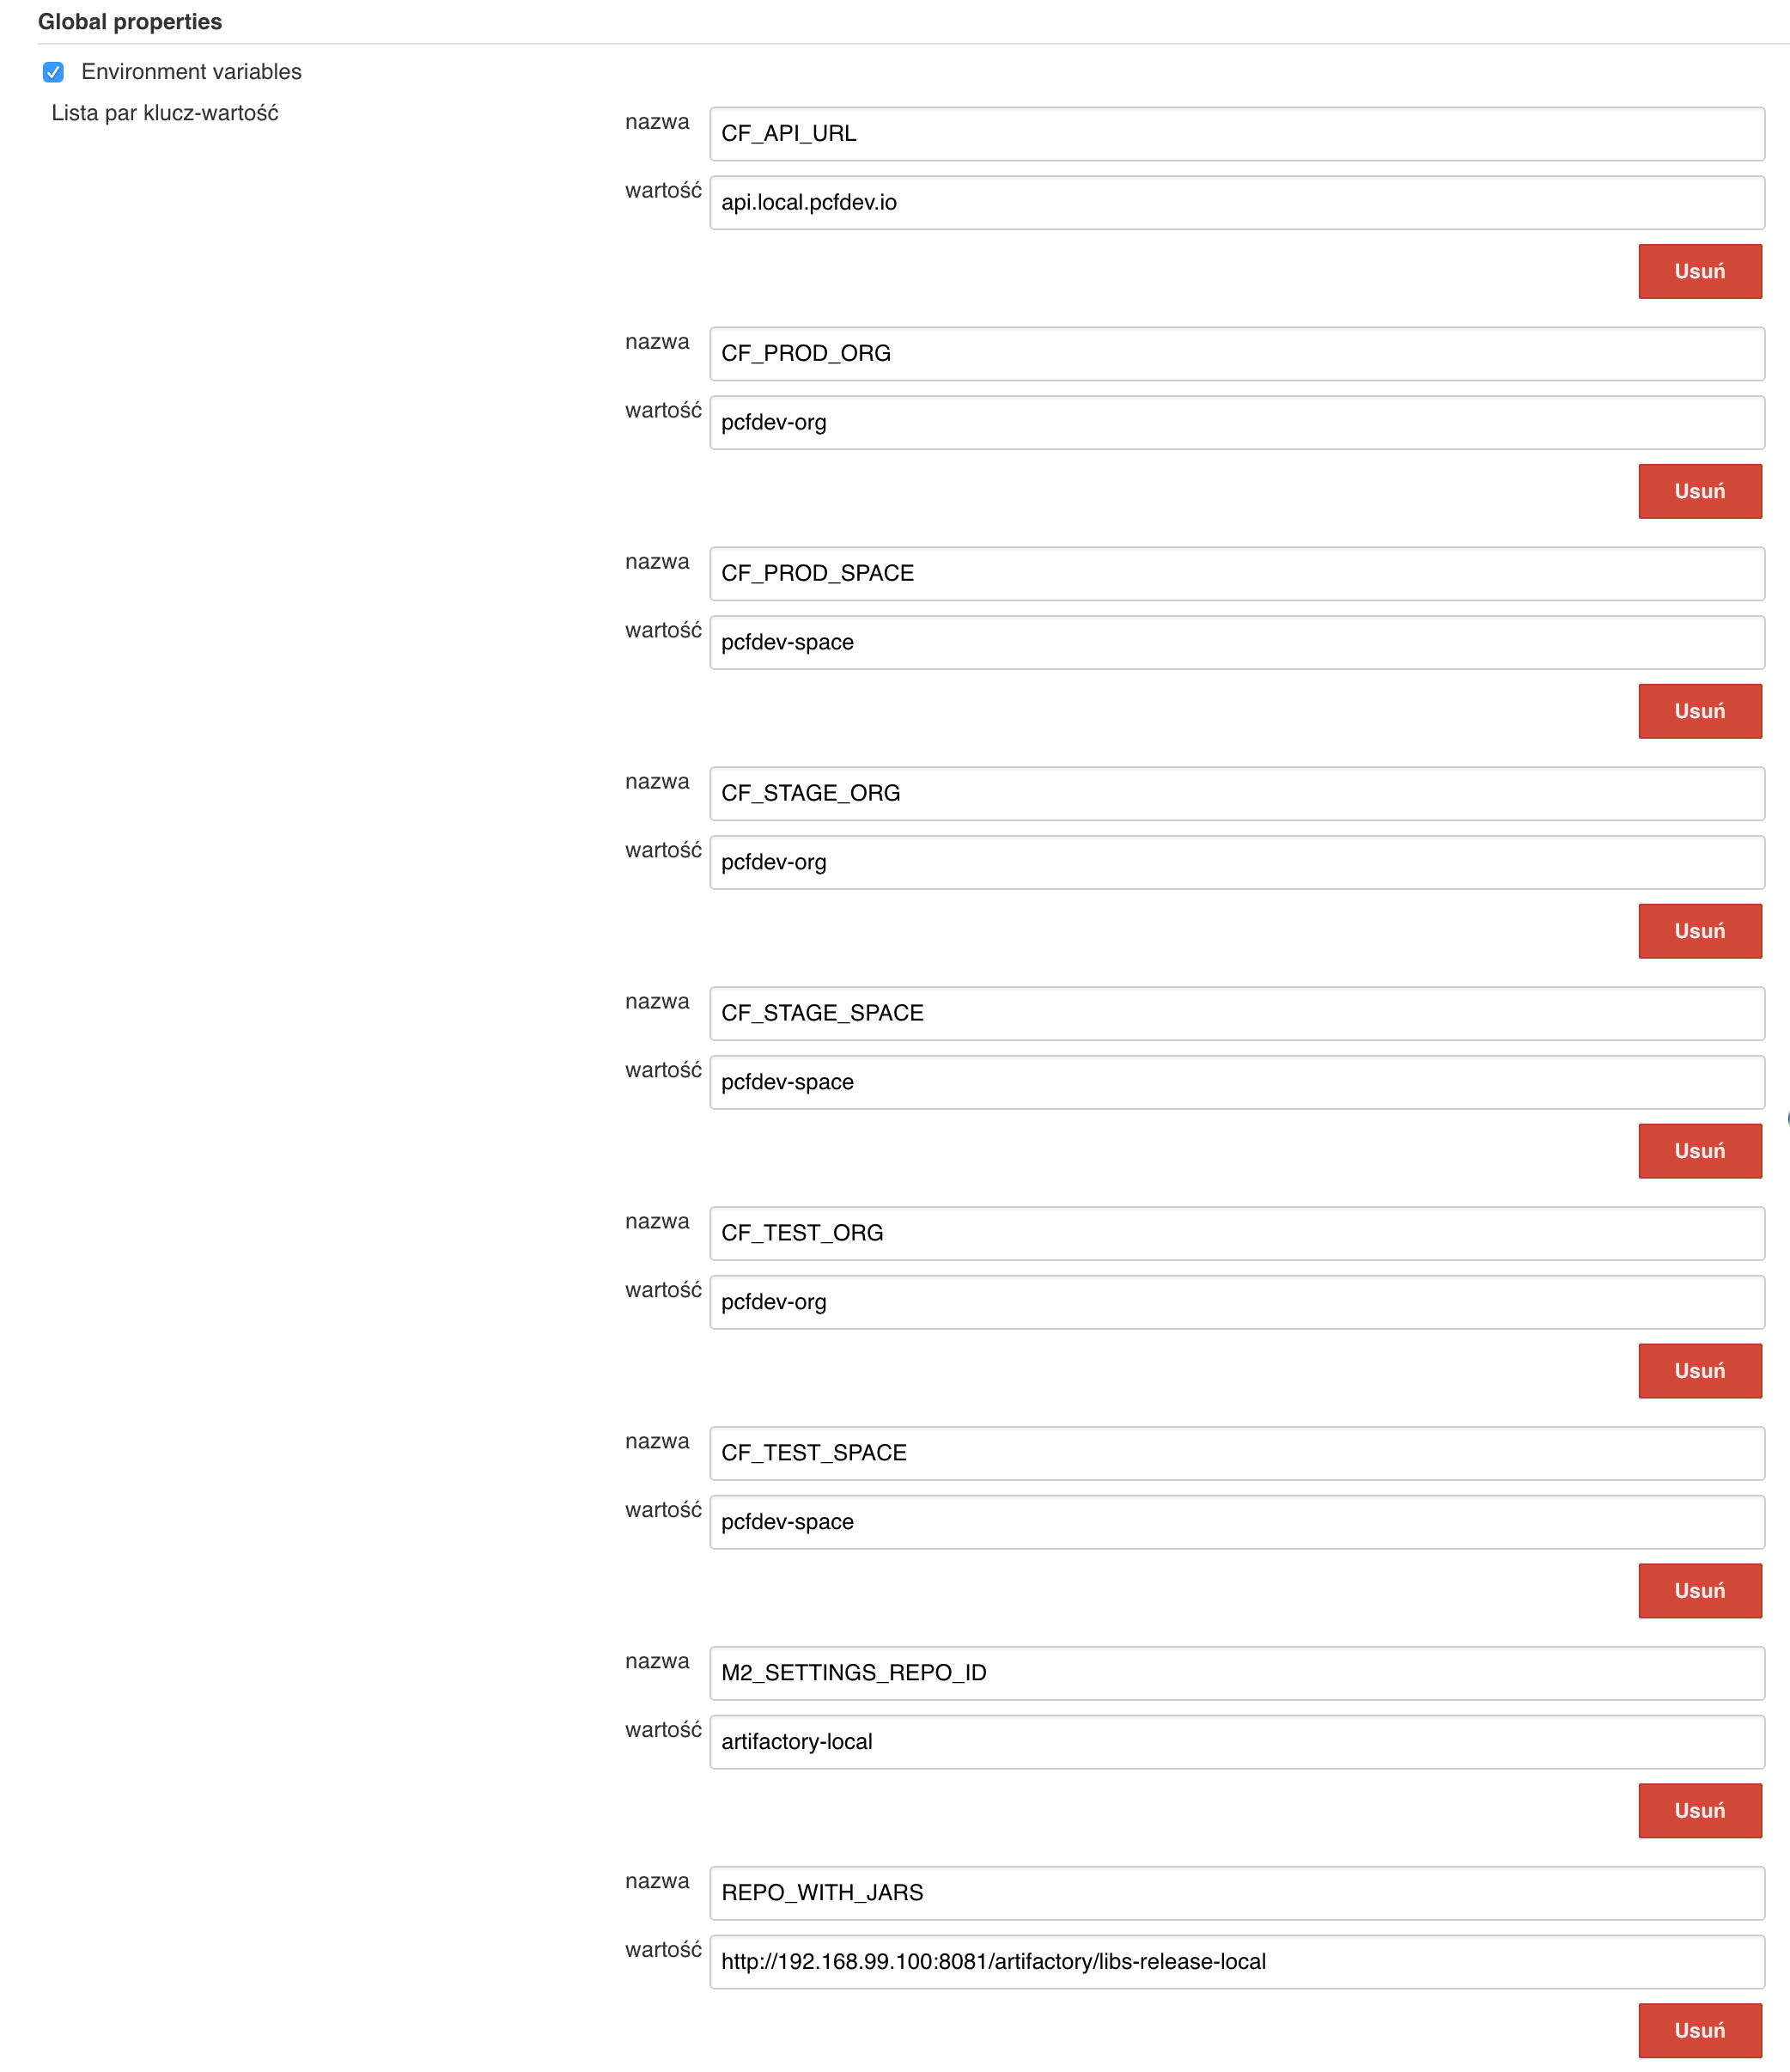 Global properties
Environment variables
Lista par klucz-wartość
nazwa CF_API_URL
wartość api.local.pcfdev.io
Usuń
nazwa CF_PROD_ORG
wartość pcfdev-org
Usuń
nazwa CF_PROD_SPACE
wartość pcfdev-space
Usuń
nazwa CF_STAGE_ORG
wartość pcfdev-org
Usuń
nazwa CF_STAGE_SPACE
wartość pcfdev-space
Usuń
nazwa CF_TEST_ORG
wartość pcfdev-org
Usuń
nazwa CF_TEST_SPACE
wartość pcfdev-space
Usuń
nazwa M2_SETTINGS_REPO_ID
wartość artifactory-local
Usuń
nazwa REPO_WITH_JARS
wartość http://192.168.99.100:8081/artifactory/libs-release-local
Usuń